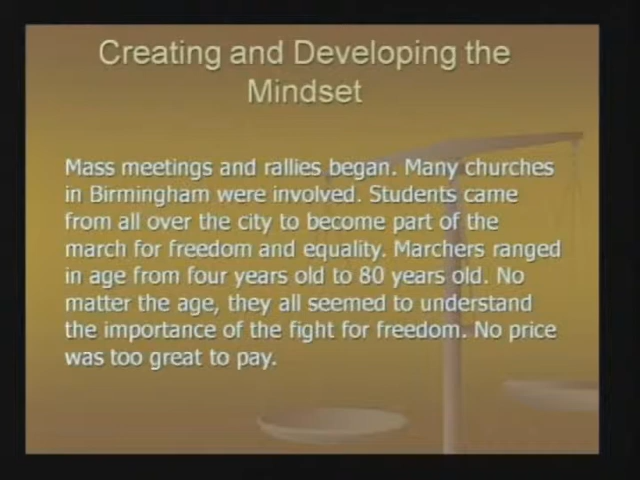 Creating and Developing the
Mindset
Mass meetings and rallies began. Many churches
in Birmingham were involved. Students came
from all over the city to become part of the
march for freedom and equality. Marchers ranged
in age from four years old to 80 years old. No
matter the age, they all seemed to understand
the importance of the fight for freedom. No price
was too great to pay.